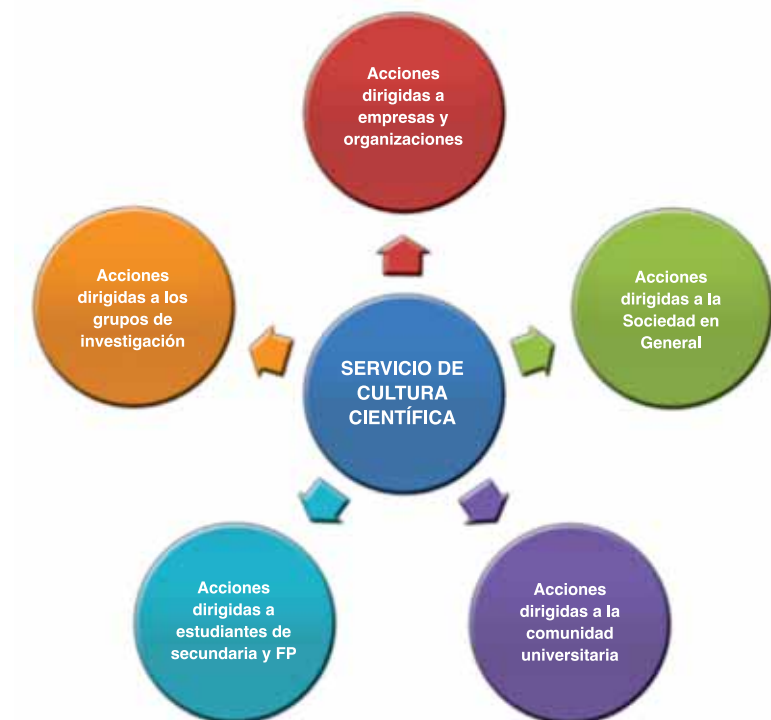 Acciones
dirigidas a
empresas y
organizaciones
Acciones
dirigidas a los
grupos de
investigación
Acciones
dirigidas a la
Sociedad en
General
SERVICIO DE
CULTURA
CIENTÍFICA
Acciones
dirigidas a
estudiantes de
secundaria y FP
Acciones
dirigidas a la
comunidad
universitaria